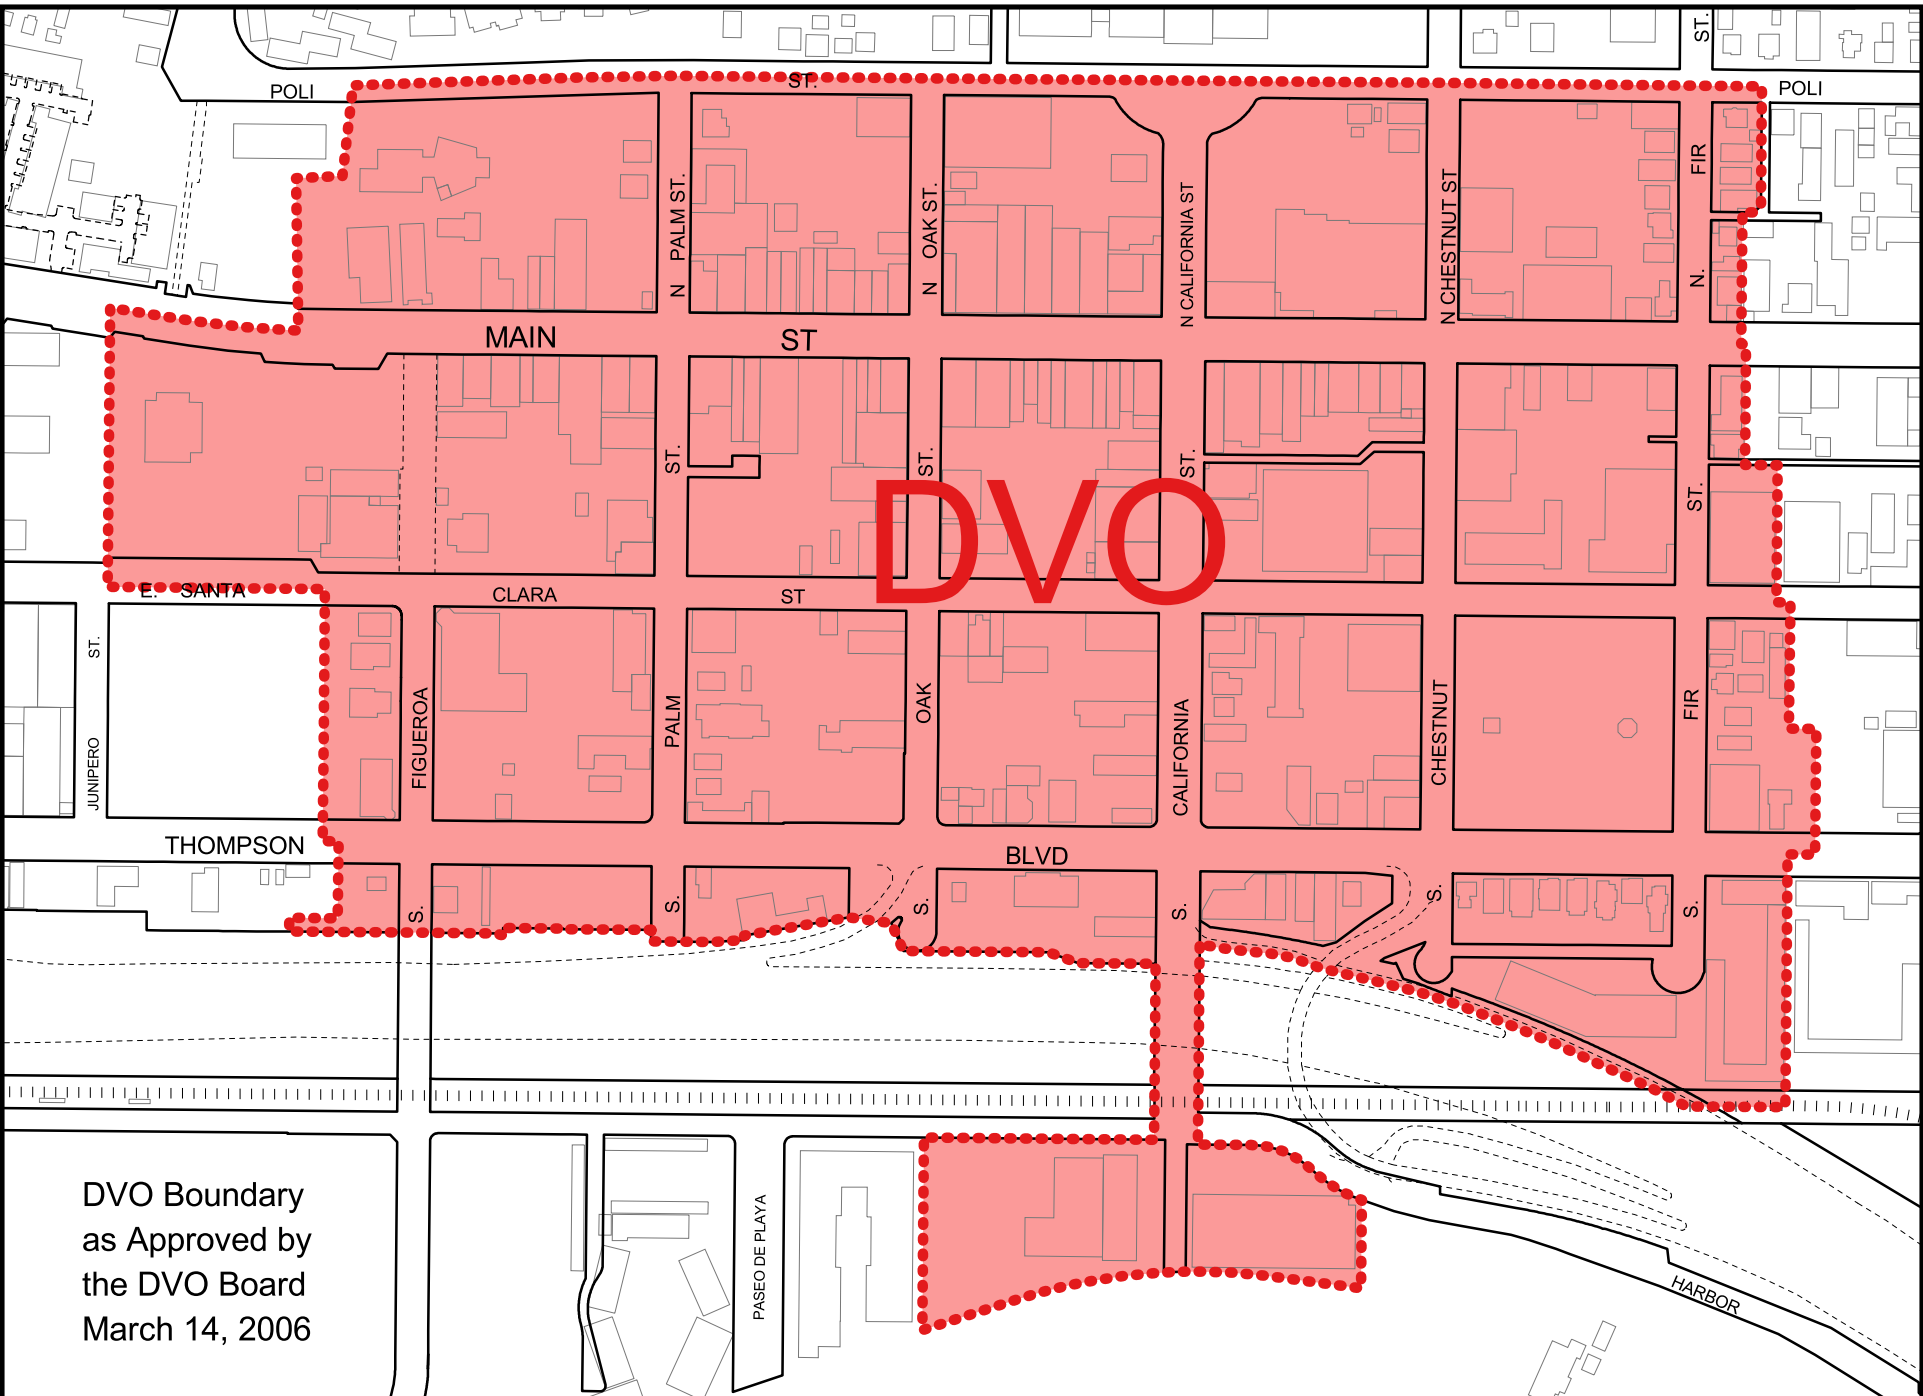 ST.
POLI
ST.
POLI
N PALM ST.
N OAK ST.
N CALIFORNIA ST
N CHESTNUT ST
N. FIR
MAIN ST
ST.
ST.
ST.
ST.
DVO
E. SANTA CLARA ST
JUNIPERO ST.
FIGUEROA
PALM
OAK
CALIFORNIA
CHESTNUT
FIR
THOMPSON BLVD
S.
S.
S.
S.
S.
S.
PASEO DE PLAYA
HARBOR
DVO Boundary
as Approved by
the DVO Board
March 14, 2006